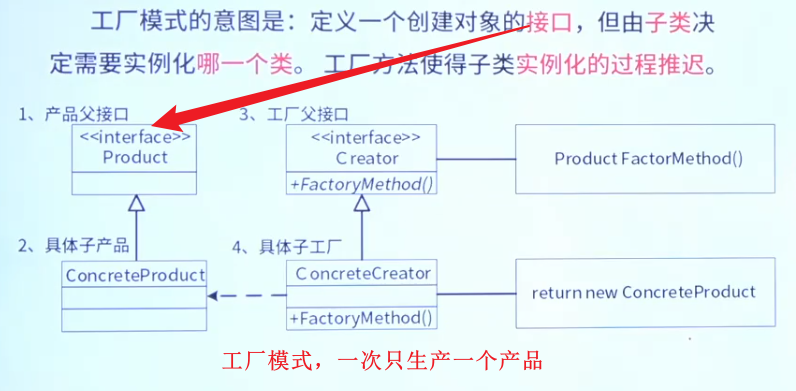 工厂模式的意图是：定义一个创建对象的接口，但由子类决
定需要实例化哪一个类。工厂方法使得子类实例化的过程推迟。
1、产品父接口
3、工厂父接口
<<interface>>
Product
<<interface>>
Creator
+FactoryMethod()
Product FactorMethod()
2、具体子产品
4、具体子工厂
ConcreteProduct
ConcreteCreator
+FactoryMethod()
return new ConcreteProduct
工厂模式，一次只生产一个产品